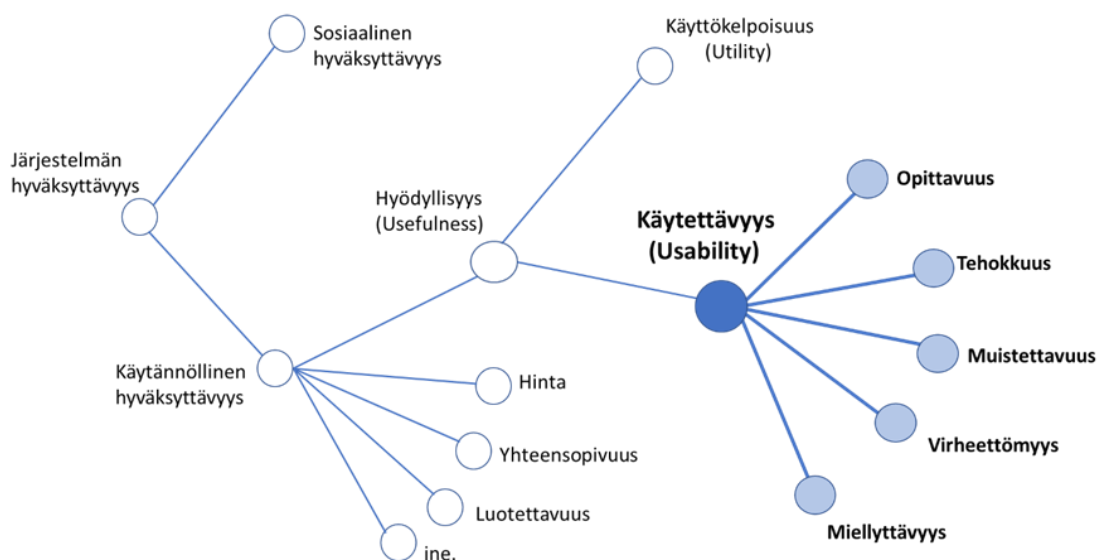 Sosiaalinen
hyväksyttävyys
Käyttökelpoisuus
(Utility)
Järjestelmän
hyväksyttävyys
Hyödyllisyys
(Usefulness)
Käytettävyys
(Usability)
Opittavuus
Tehokkuus
Muistettavuus
Virheettömyys
Miellyttävyys
Käytännöllinen
hyväksyttävyys
Hinta
Yhteensopivuus
Luotettavuus
ine.